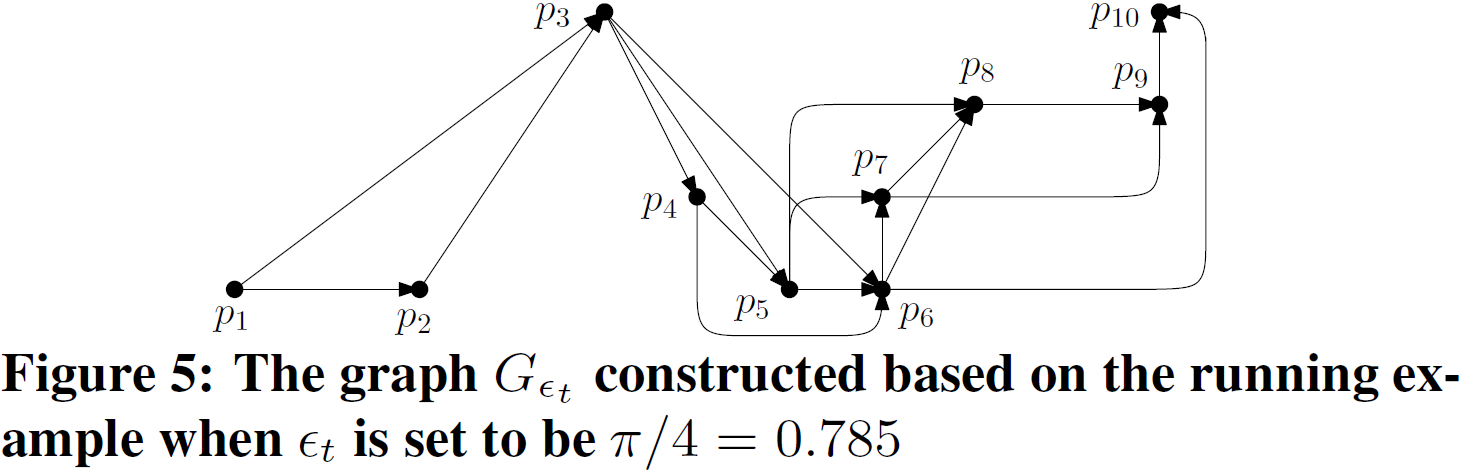 p3
p10
p8
p9
p7
p4
p5
p6
p1
p2
Figure 5: The graph Gϵt constructed based on the running ex-
ample when ϵt is set to be π/4 = 0.785